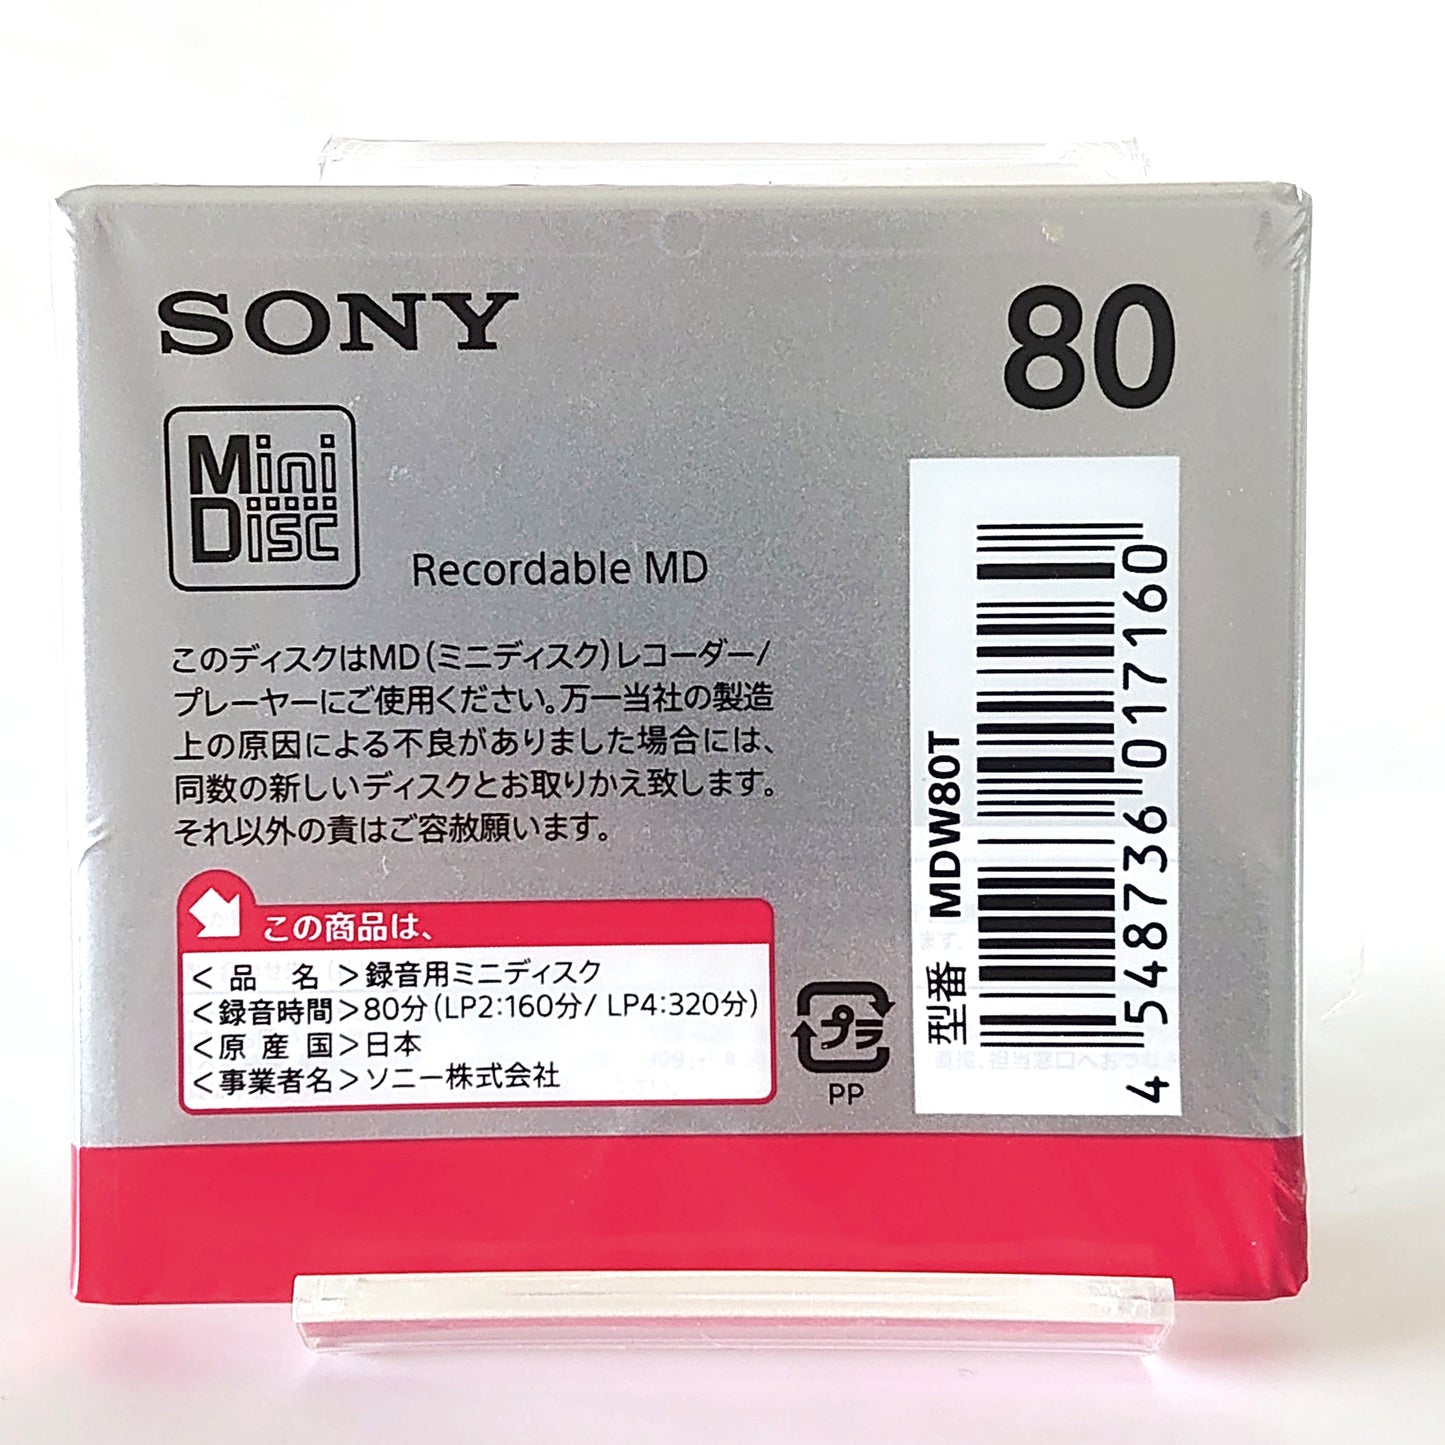 SONY
80
Mini
Disc
Recordable MD
このディスクはMD(ミニディスク)レコーダー/
プレーヤーにご使用ください。万一当社の製造
上の原因による不良がありました場合には、
同数の新しいディスクとお取りかえ致します。
それ以外の責はご容赦願います。
この商品は、
<品 名>録音用ミニディスク
<録音時間>80分(LP2:160分/ LP4:320分)
<原 産 国>日本
<事業者名>ソニー株式会社
プラ
PP
型番 MDW80T
4 548736 017160